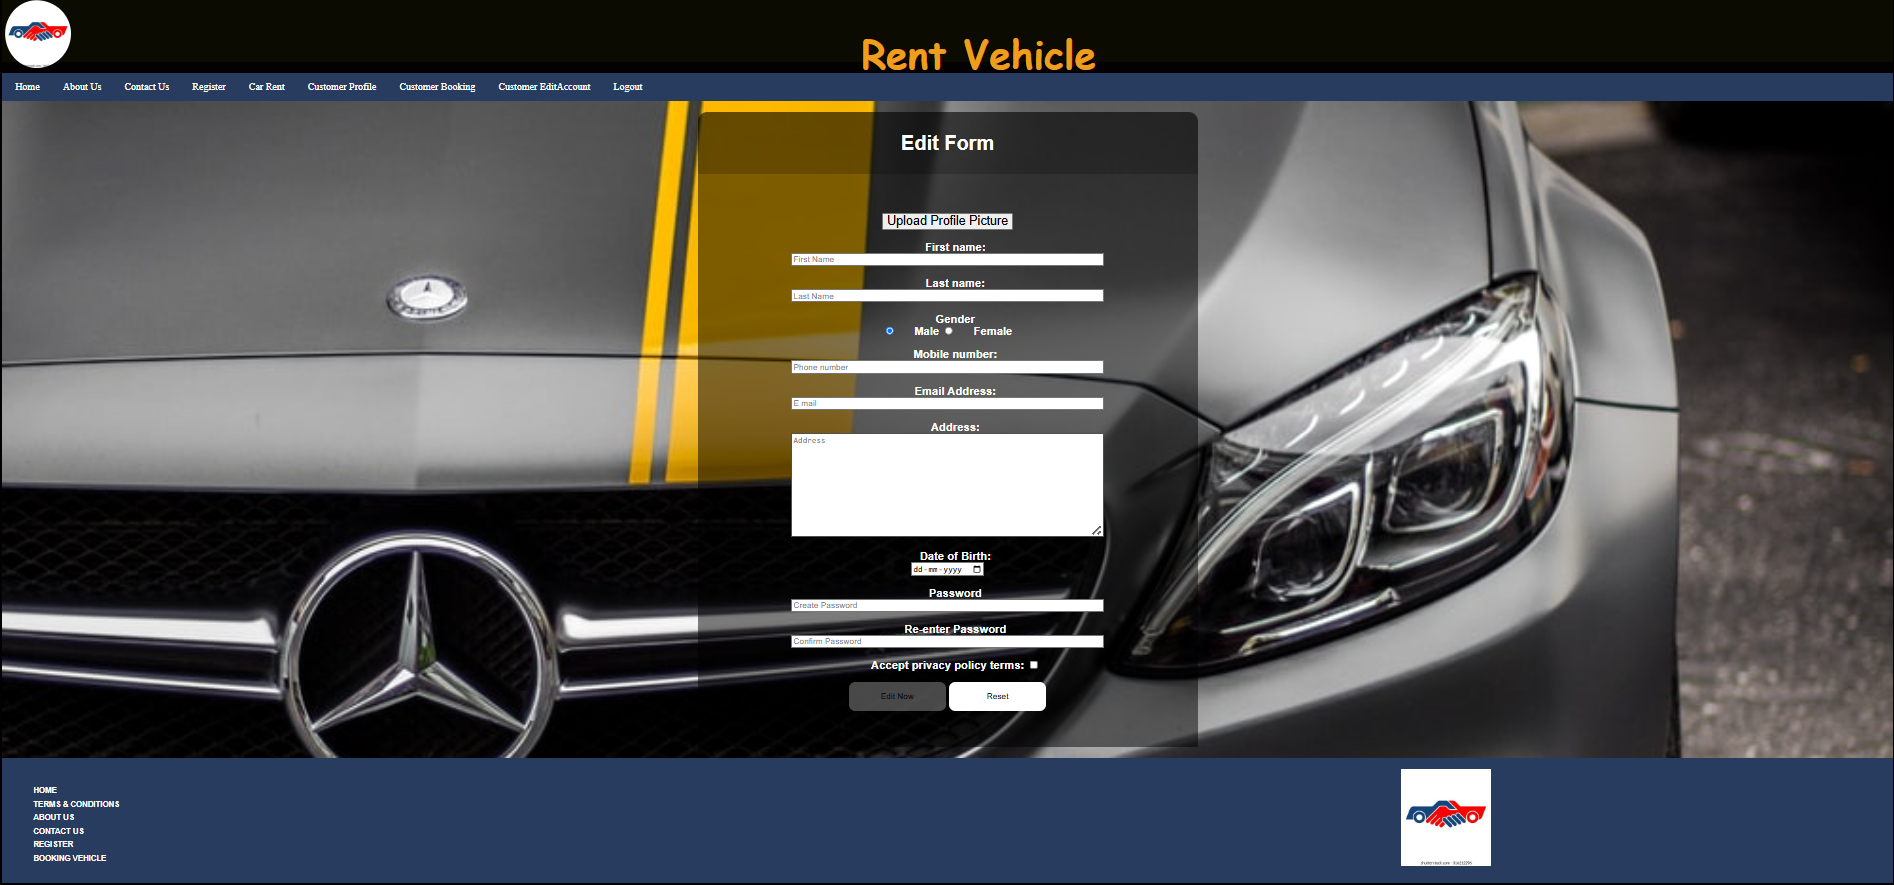 Rent Vehicle
Home About Us Contact Us Register Car Rent Customer Profile Customer Booking Customer EditAccount Logout
Edit Form
Upload Profile Picture
First name:
First Name
Last name:
Last Name
Gender
Male Female
Mobile number:
Phone number
Email Address:
E mail
Address:
Address
Date of Birth:
dd-mm-yyyy
Password
Create Password
Re-enter Password
Confirm Password
Accept privacy policy terms:
Edit Now Reset
HOME
TERMS & CONDITIONS
ABOUT US
CONTACT US
REGISTER
BOOKING VEHICLE